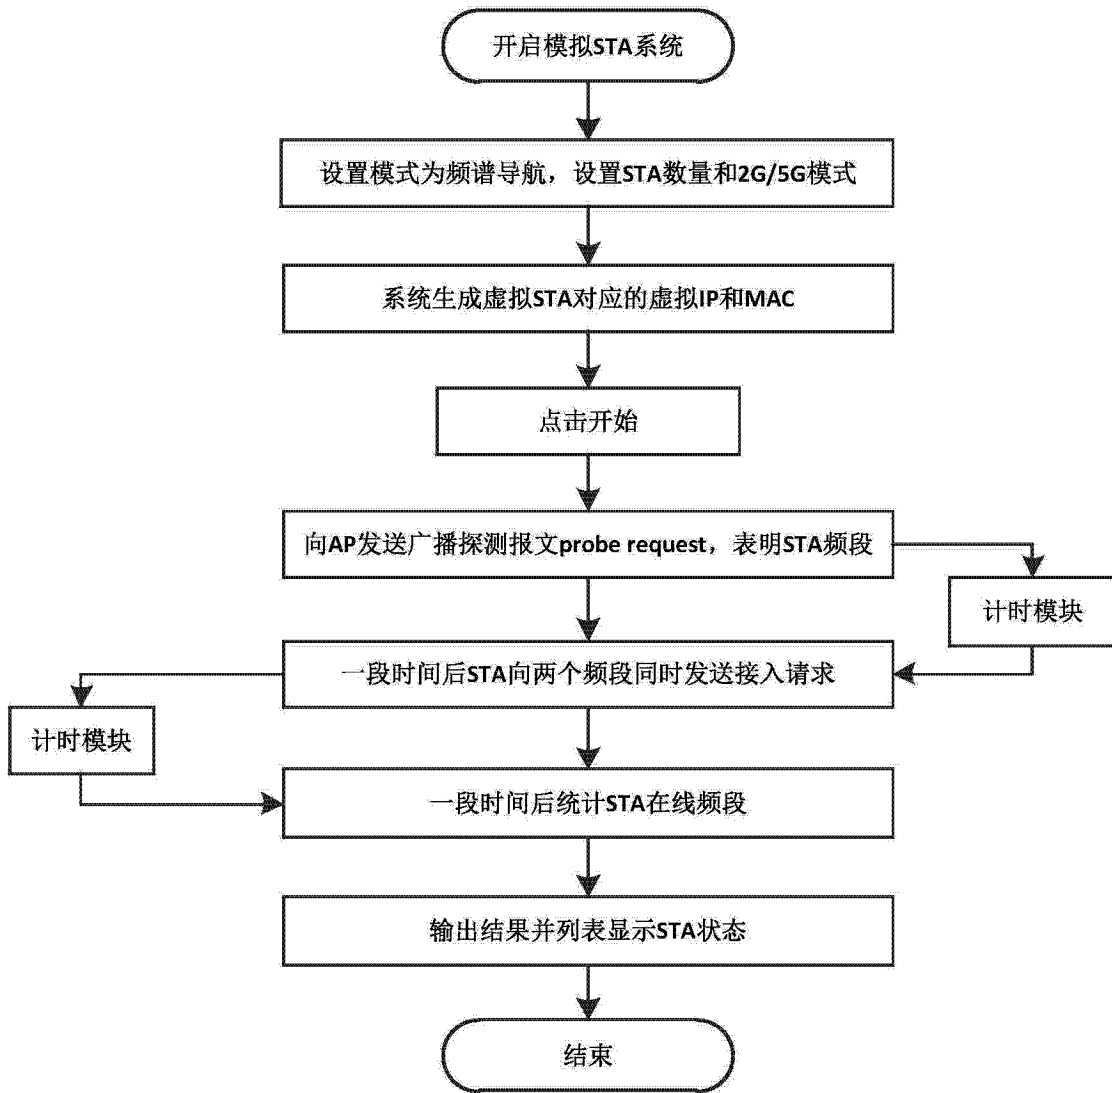 开启模拟STA系统
设置模式为频谱导航，设置STA数量和2G/5G模式
系统生成虚拟STA对应的虚拟IP和MAC
点击开始
向AP发送广播探测报文probe request，表明STA频段
计时模块
一段时间后STA向两个频段同时发送接入请求
计时模块
一段时间后统计STA在线频段
输出结果并列表显示STA状态
结束